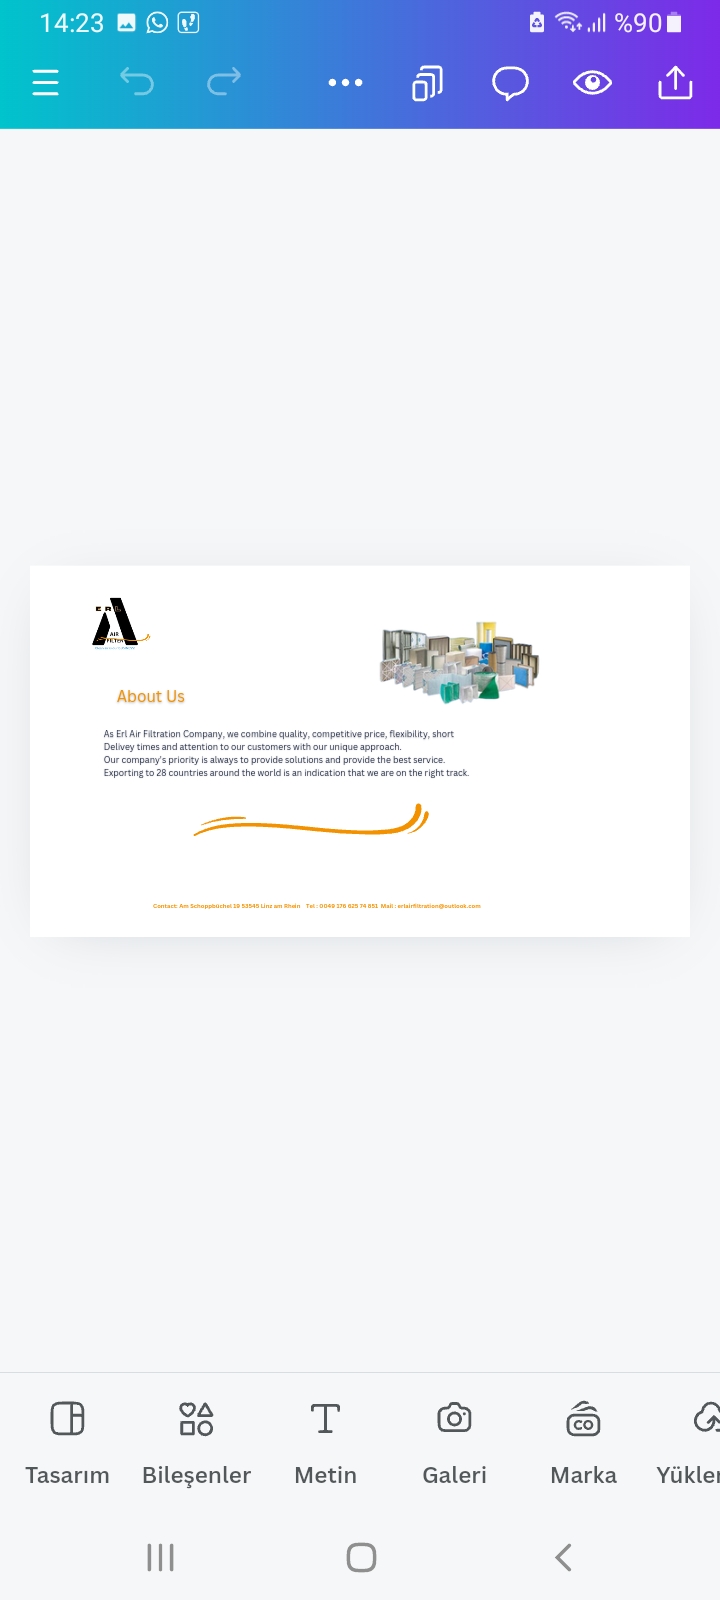 14:23
%90
ERL
AIR
FILTER
About Us
As Erl Air Filtration Company, we combine quality, competitive price, flexibility, short
Delivey times and attention to our customers with our unique approach.
Our company's priority is always to provide solutions and provide the best service.
Exporting to 28 countries around the world is an indication that we are on the right track.
Contact: Am Schoppbüchel 19 53545 Linz am Rhein Tel : 0049 176 625 74 651 Mail : erlairfiltration@outlook.com
CO
Tasarım Bileşenler Metin Galeri Marka Yükler